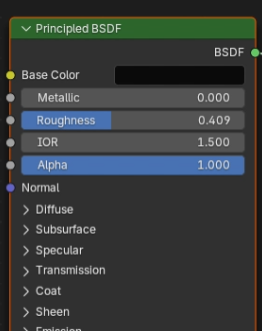 Principled BSDF
BSDF
Base Color
Metallic 0.000
Roughness 0.409
IOR 1.500
Alpha 1.000
Normal
Diffuse
Subsurface
Specular
Transmission
Coat
Sheen
Emission